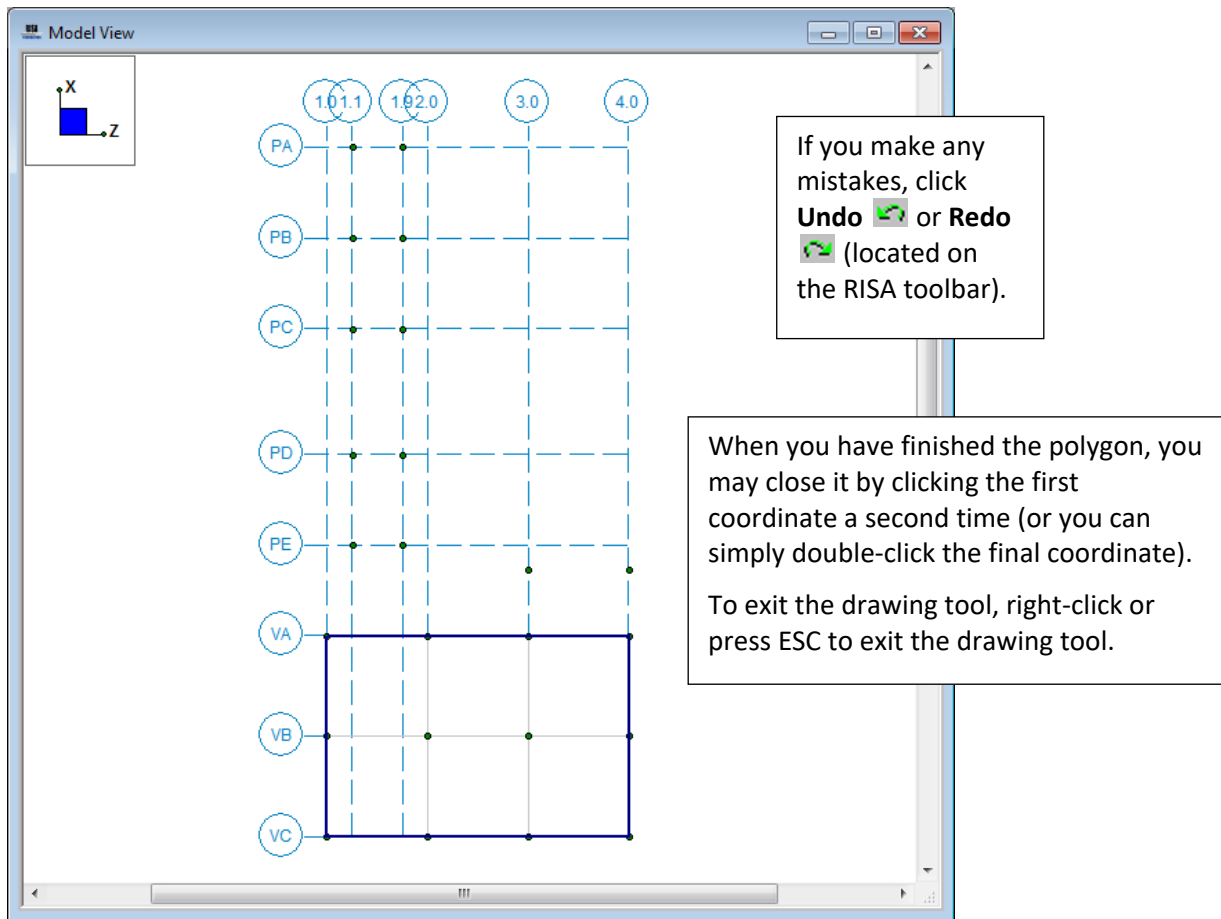 Model View
X
Z
1.0 1.1 1.9 2.0 3.0 4.0
PA
PB
PC
PD
PE
VA
VB
VC
If you make any
mistakes, click
Undo or Redo
(located on
the RISA toolbar).
When you have finished the polygon, you
may close it by clicking the first
coordinate a second time (or you can
simply double-click the final coordinate).
To exit the drawing tool, right-click or
press ESC to exit the drawing tool.